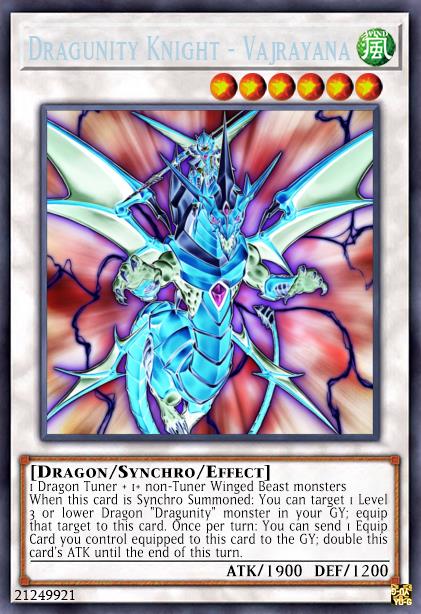 Dragunity Knight - Vajrayana
WIND
風
[Dragon/Synchro/Effect]
1 Dragon Tuner + 1+ non-Tuner Winged Beast monsters
When this card is Synchro Summoned: You can target 1 Level
3 or lower Dragon "Dragunity" monster in your GY; equip
that target to this card. Once per turn: You can send 1 Equip
Card you control equipped to this card to the GY; double this
card's ATK until the end of this turn.
ATK/1900 DEF/1200
21249921